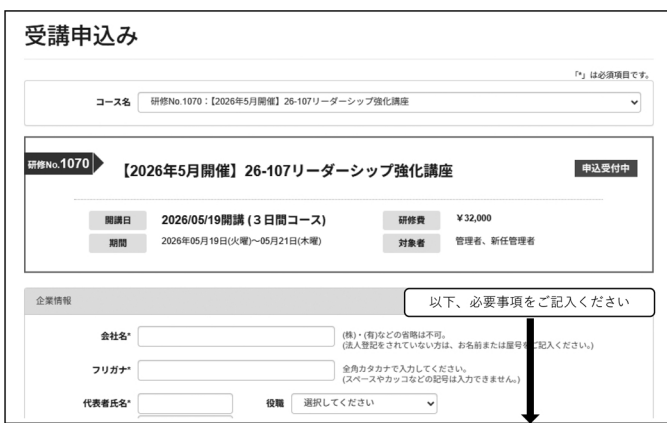 受講申込み
「*」は必須項目です。
コース名 研修No.1070：【2026年5月開催】26-107リーダーシップ強化講座
研修No.1070 【2026年5月開催】26-107リーダーシップ強化講座 申込受付中
開講日 2026/05/19開講 (３日間コース) 研修費 ￥32,000
期間 2026年05月19日(火曜)～05月21日(木曜) 対象者 管理者、新任管理者
企業情報
以下、必要事項をご記入ください
会社名* (株)・(有)などの省略は不可。
(法人登記をされていない方は、お名前または屋号をご記入ください。)
フリガナ* 全角カタカナで入力してください。
(スペースやカッコなどの記号は入力できません。)
代表者氏名* 役職 選択してください